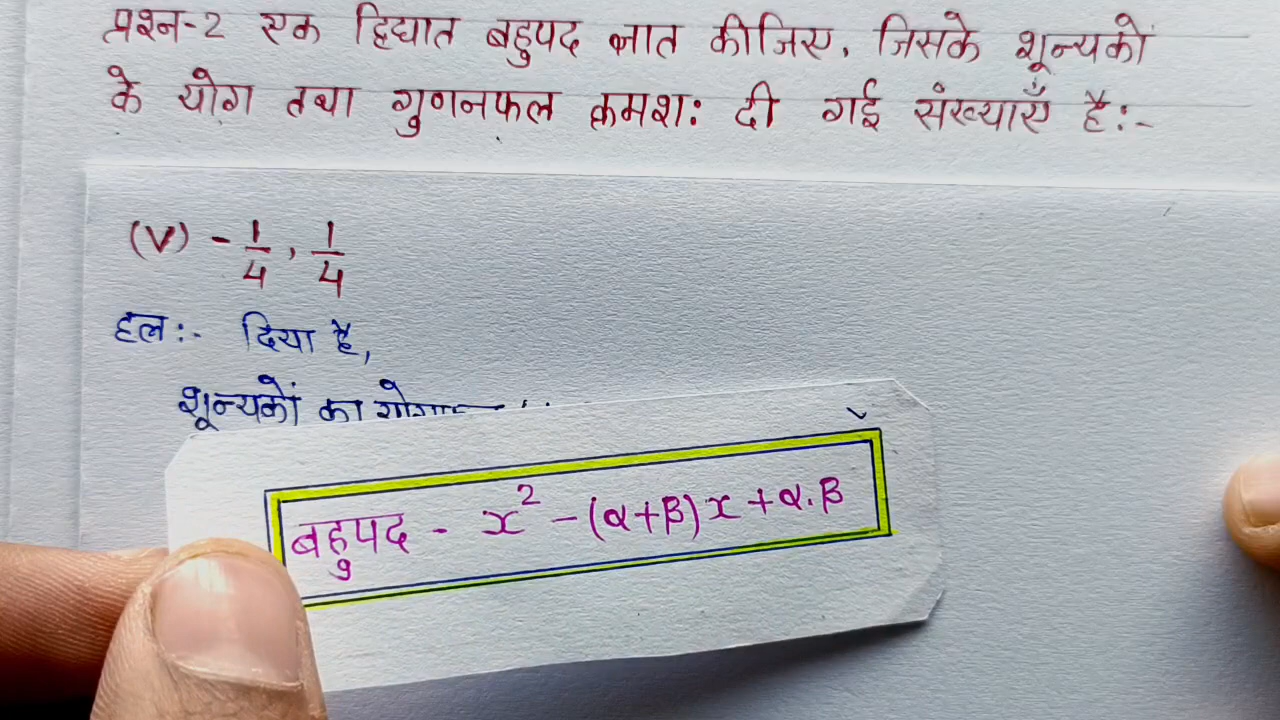 प्रश्न-2 एक द्विघात बहुपद ज्ञात कीजिए, जिसके शून्यकों
के योग तथा गुणनफल क्रमशः दी गई संख्याएँ है:-
(V) -1/4, 1/4
हल:- दिया है,
शून्यकों का
बहुपद - x² -(α+β)x +α.β